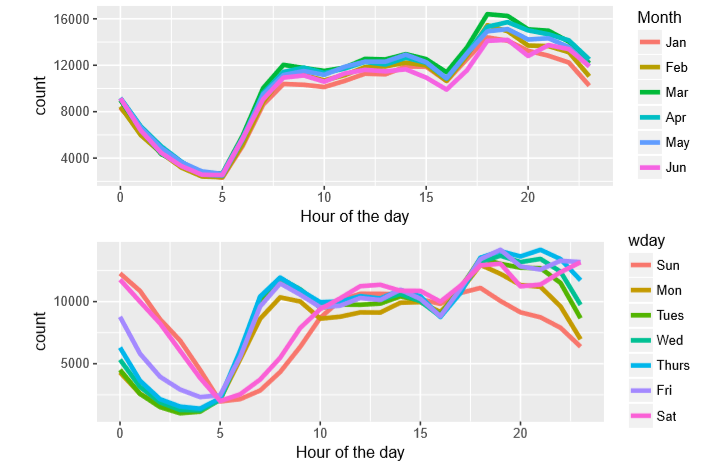 16000
12000
8000
4000
count
0
5
10
15
20
Hour of the day
Month
Jan
Feb
Mar
Apr
May
Jun
10000
5000
count
0
5
10
15
20
Hour of the day
wday
Sun
Mon
Tues
Wed
Thurs
Fri
Sat